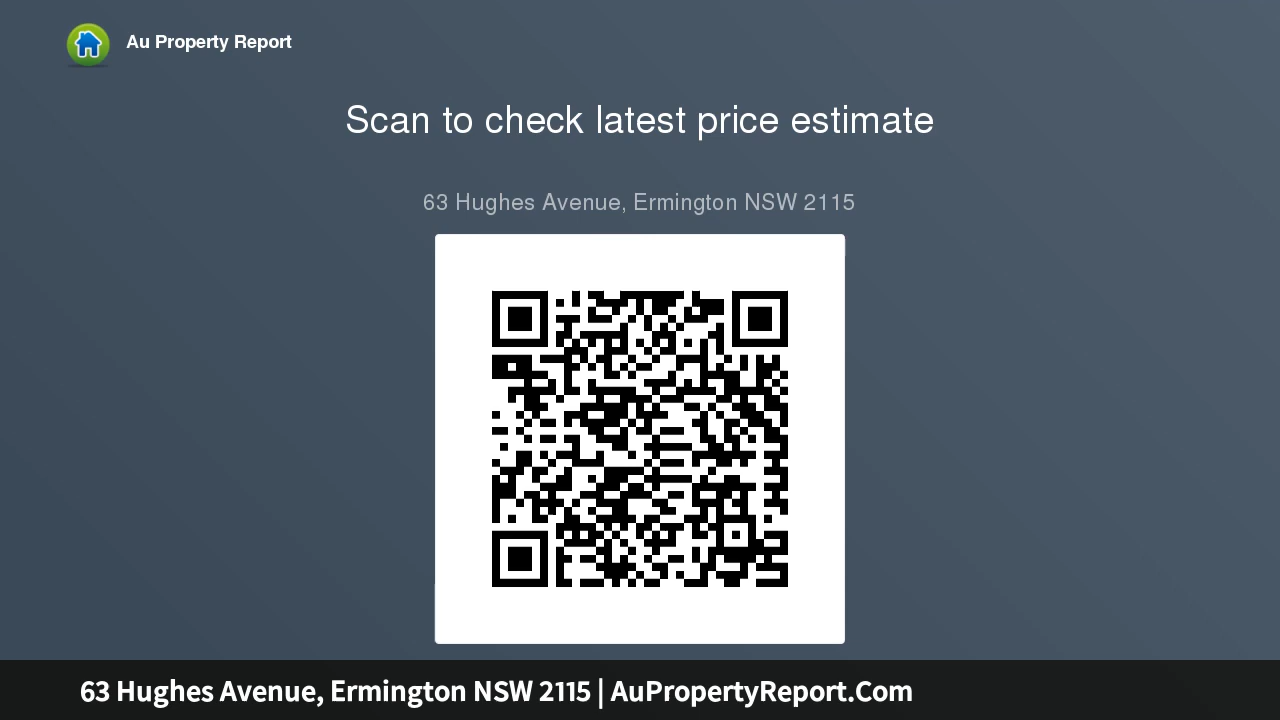 Au Property Report
Scan to check latest price estimate
63 Hughes Avenue, Ermington NSW 2115
63 Hughes Avenue, Ermington NSW 2115 | AuPropertyReport.Com